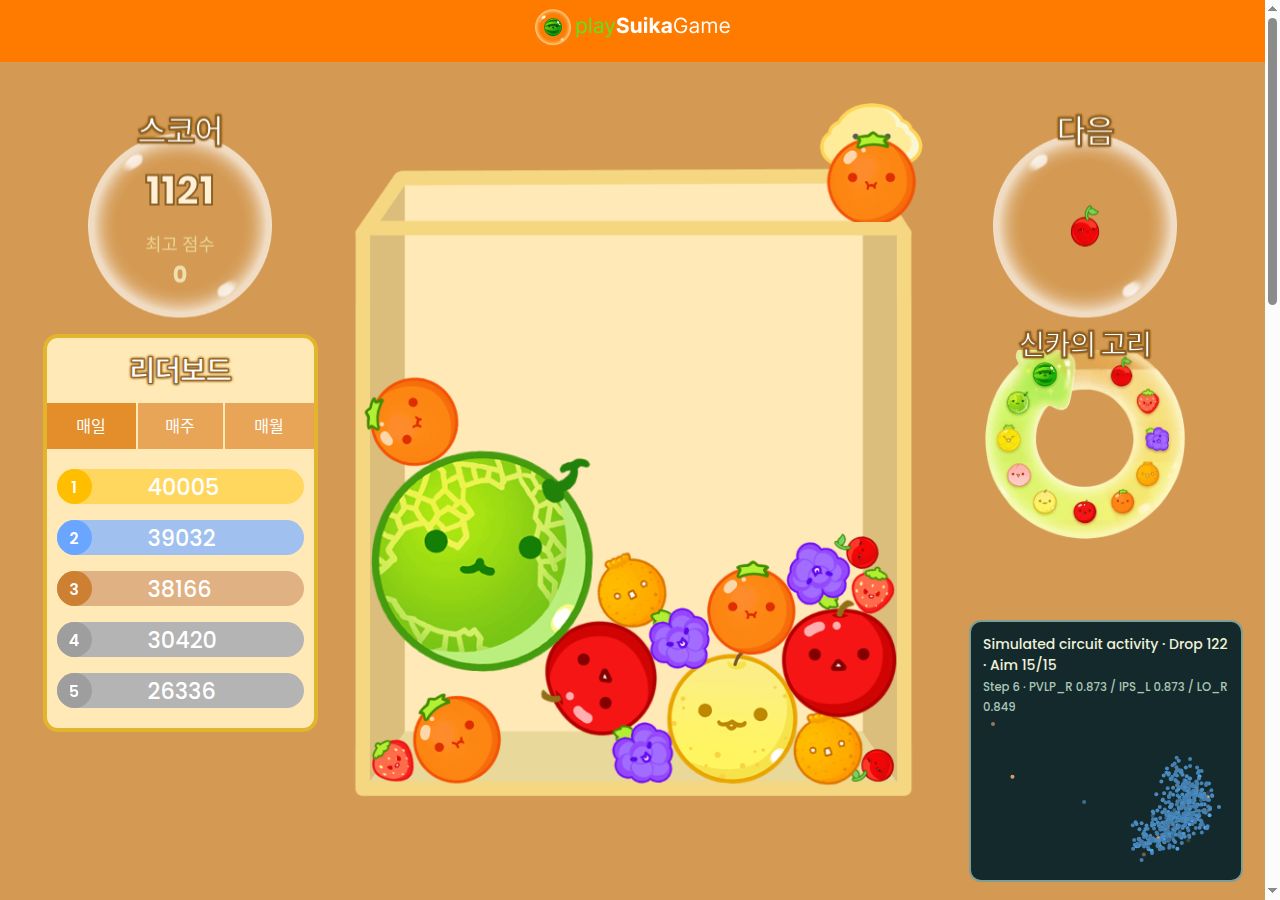 playSuikaGame
스코어
1121
최고 점수
0
다음
리더보드
매일 매주 매월
1 40005
2 39032
3 38166
4 30420
5 26336
신카의 고리
Simulated circuit activity · Drop 122
· Aim 15/15
Step 6 · PVLP_R 0.873 / IPS_L 0.873 / LO_R
0.849